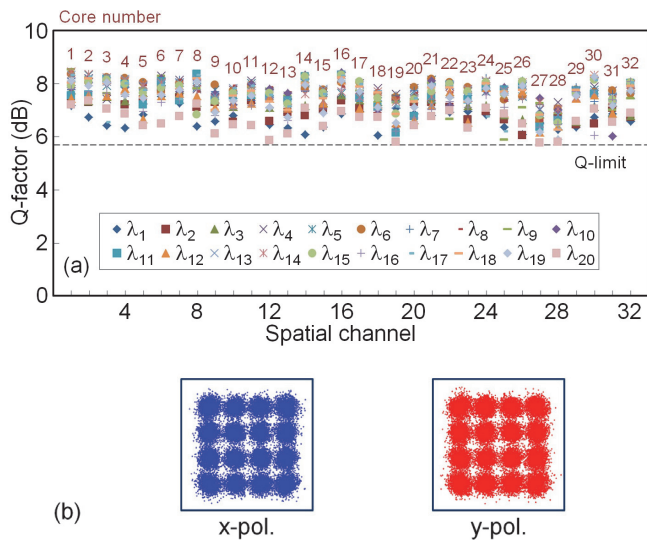 (a)
Core number
10
8
6
4
2
0
Q-factor (dB)
1 2 3 4 5 6 7 8 9 10 11 12 13 14 15 16 17 18 19 20 21 22 23 24 25 26 27 28 29 30 31 32
Q-limit
λ1 λ2 λ3 λ4 λ5 λ6 λ7 λ8 λ9 λ10
λ11 λ12 λ13 λ14 λ15 λ16 λ17 λ18 λ19 λ20
(a)
4 8 12 16 20 24 28 32
Spatial channel
(b)
x-pol.
y-pol.